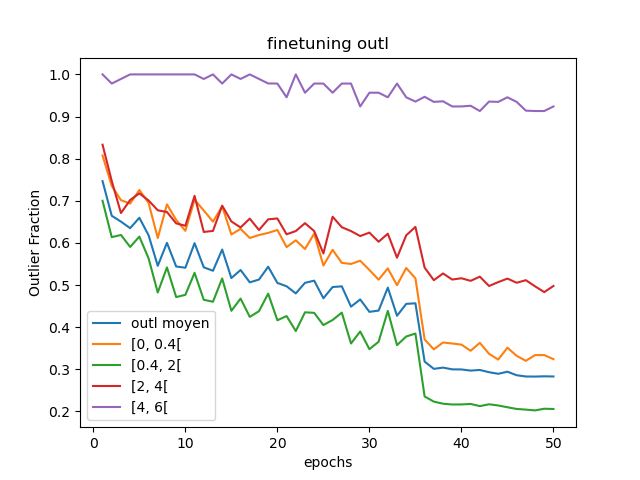 finetuning outl
Outlier Fraction
1.0
0.9
0.8
0.7
0.6
0.5
0.4
0.3
0.2
outl moyen
[0, 0.4[
[0.4, 2[
[2, 4[
[4, 6[
0 10 20 30 40 50
epochs